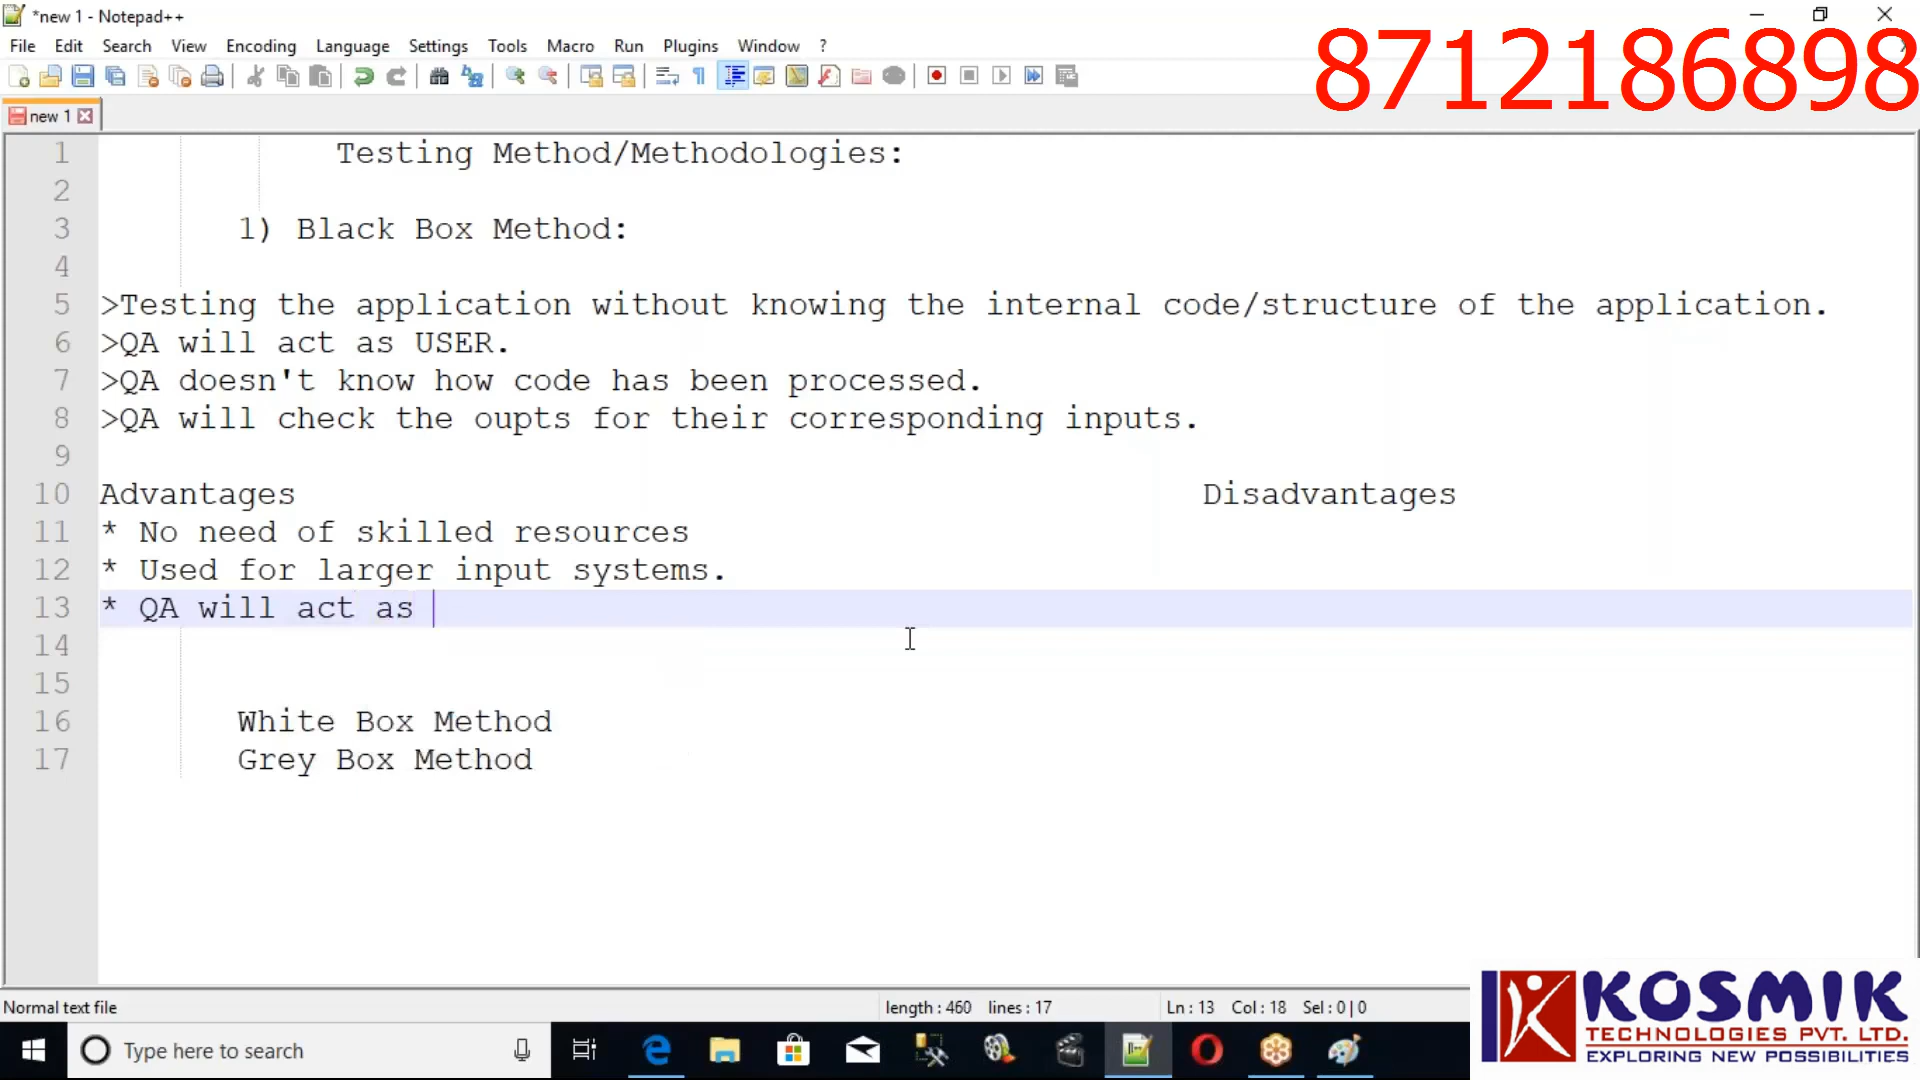 *new 1 - Notepad++
File Edit Search View Encoding Language Settings Tools Macro Run Plugins Window ?
8712186898
new 1
1 Testing Method/Methodologies:
2
3 1) Black Box Method:
4
5 >Testing the application without knowing the internal code/structure of the application.
6 >QA will act as USER.
7 >QA doesn't know how code has been processed.
8 >QA will check the oupts for their corresponding inputs.
9
10 Advantages Disadvantages
11 * No need of skilled resources
12 * Used for larger input systems.
13 * QA will act as
14
15
16 White Box Method
17 Grey Box Method
Normal text file length : 460 lines : 17 Ln : 13 Col : 18 Sel : 0 | 0
Type here to search
KOSMIK
TECHNOLOGIES PVT. LTD.
EXPLORING NEW POSSIBILITIES